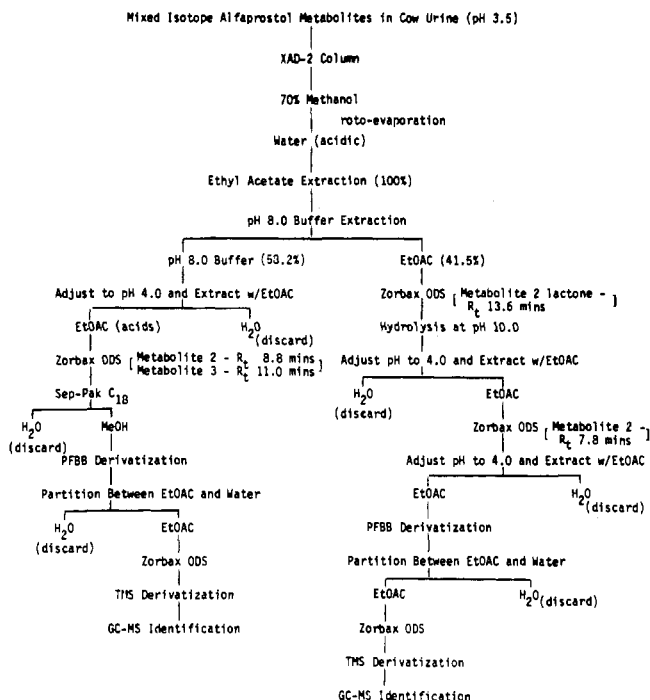 Mixed Isotope Alfaprostol Metabolites in Cow Urine (pH 3.5)
XAD-2 Column
70% Methanol
roto-evaporation
Water (acidic)
Ethyl Acetate Extraction (100%)
pH 8.0 Buffer Extraction
pH 8.0 Buffer (53.2%)
EtOAC (41.5%)
Adjust to pH 4.0 and Extract w/EtOAC
EtOAC (acids)
H2O
(discard)
Zorbax ODS [Metabolite 2 - Rt 8.8 mins
Metabolite 3 - Rt 11.0 mins]
Sep-Pak C18
H2O
(discard)
MeOH
PFBB Derivatization
Partition Between EtOAC and Water
H2O
(discard)
EtOAC
Zorbax ODS
TMS Derivatization
GC-MS Identification
Zorbax ODS [Metabolite 2 lactone -
Rt 13.6 mins]
Hydrolysis at pH 10.0
Adjust pH to 4.0 and Extract w/EtOAC
H2O
(discard)
EtOAC
Zorbax ODS [Metabolite 2 -
Rt 7.8 mins]
Adjust pH to 4.0 and Extract w/EtOAC
EtOAC
H2O
(discard)
PFBB Derivatization
Partition Between EtOAC and Water
EtOAC
H2O (discard)
Zorbax ODS
TMS Derivatization
GC-MS Identification